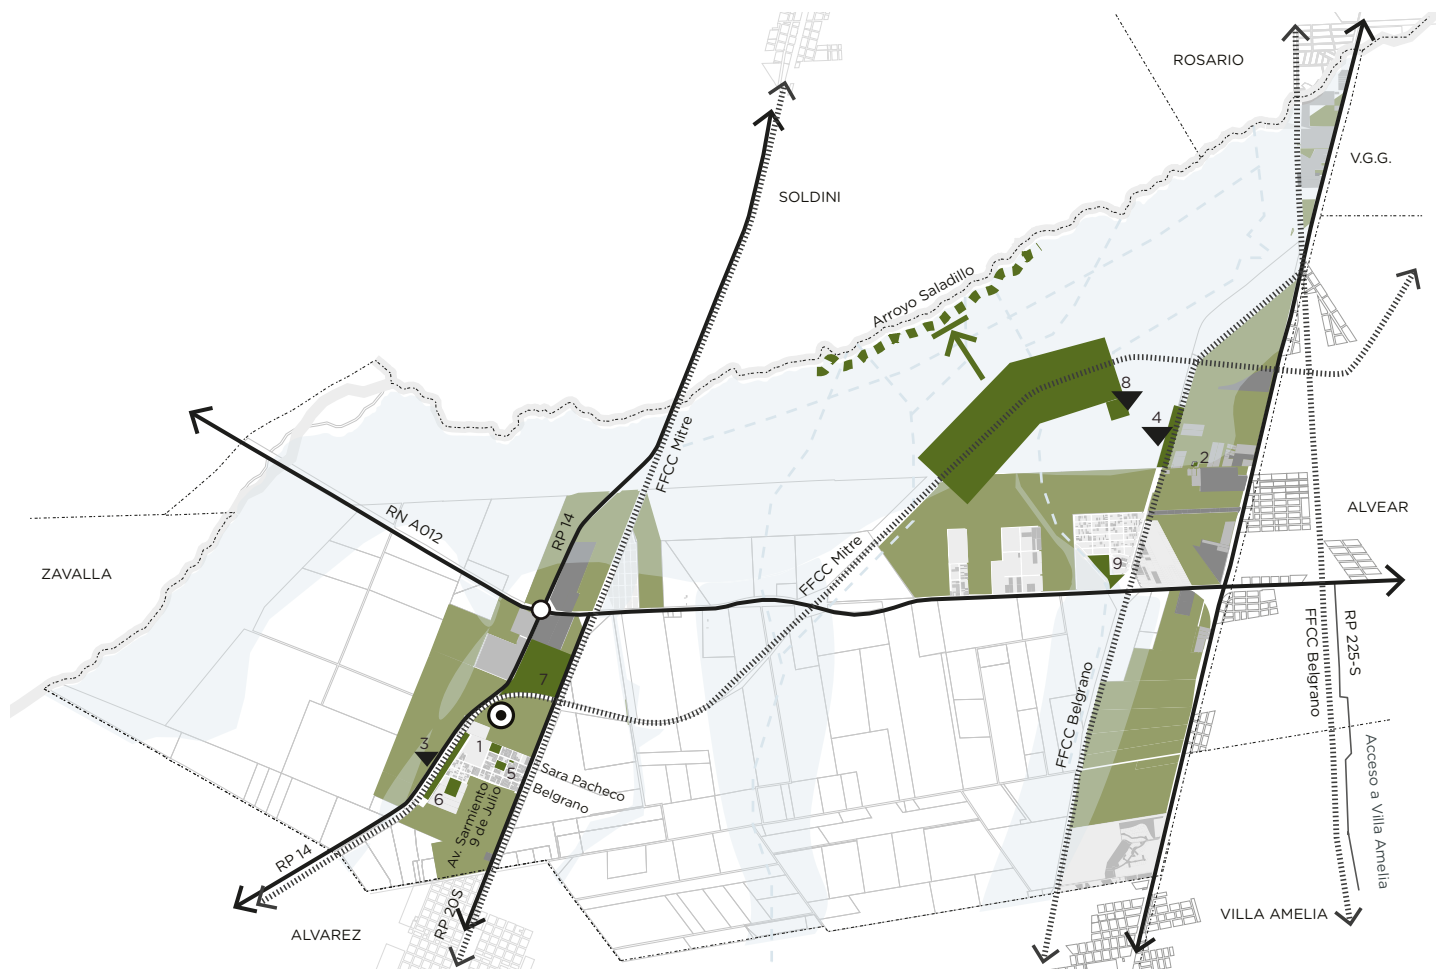 ROSARIO
V.G.G.
SOLDINI
Arroyo Saladillo
8
4
2
FFCC Mitre
RP 14
RN A012
ALVEAR
ZAVALLA
FFCC Mitre
9
RP 225-S
FFCC Belgrano
FFCC Belgrano
7
3
1
5
6
Sara Pacheco
Belgrano
Av. Sarmiento
9 de Julio
Acceso a Villa Amelia
RP 14
RP 20S
ALVAREZ
VILLA AMELIA